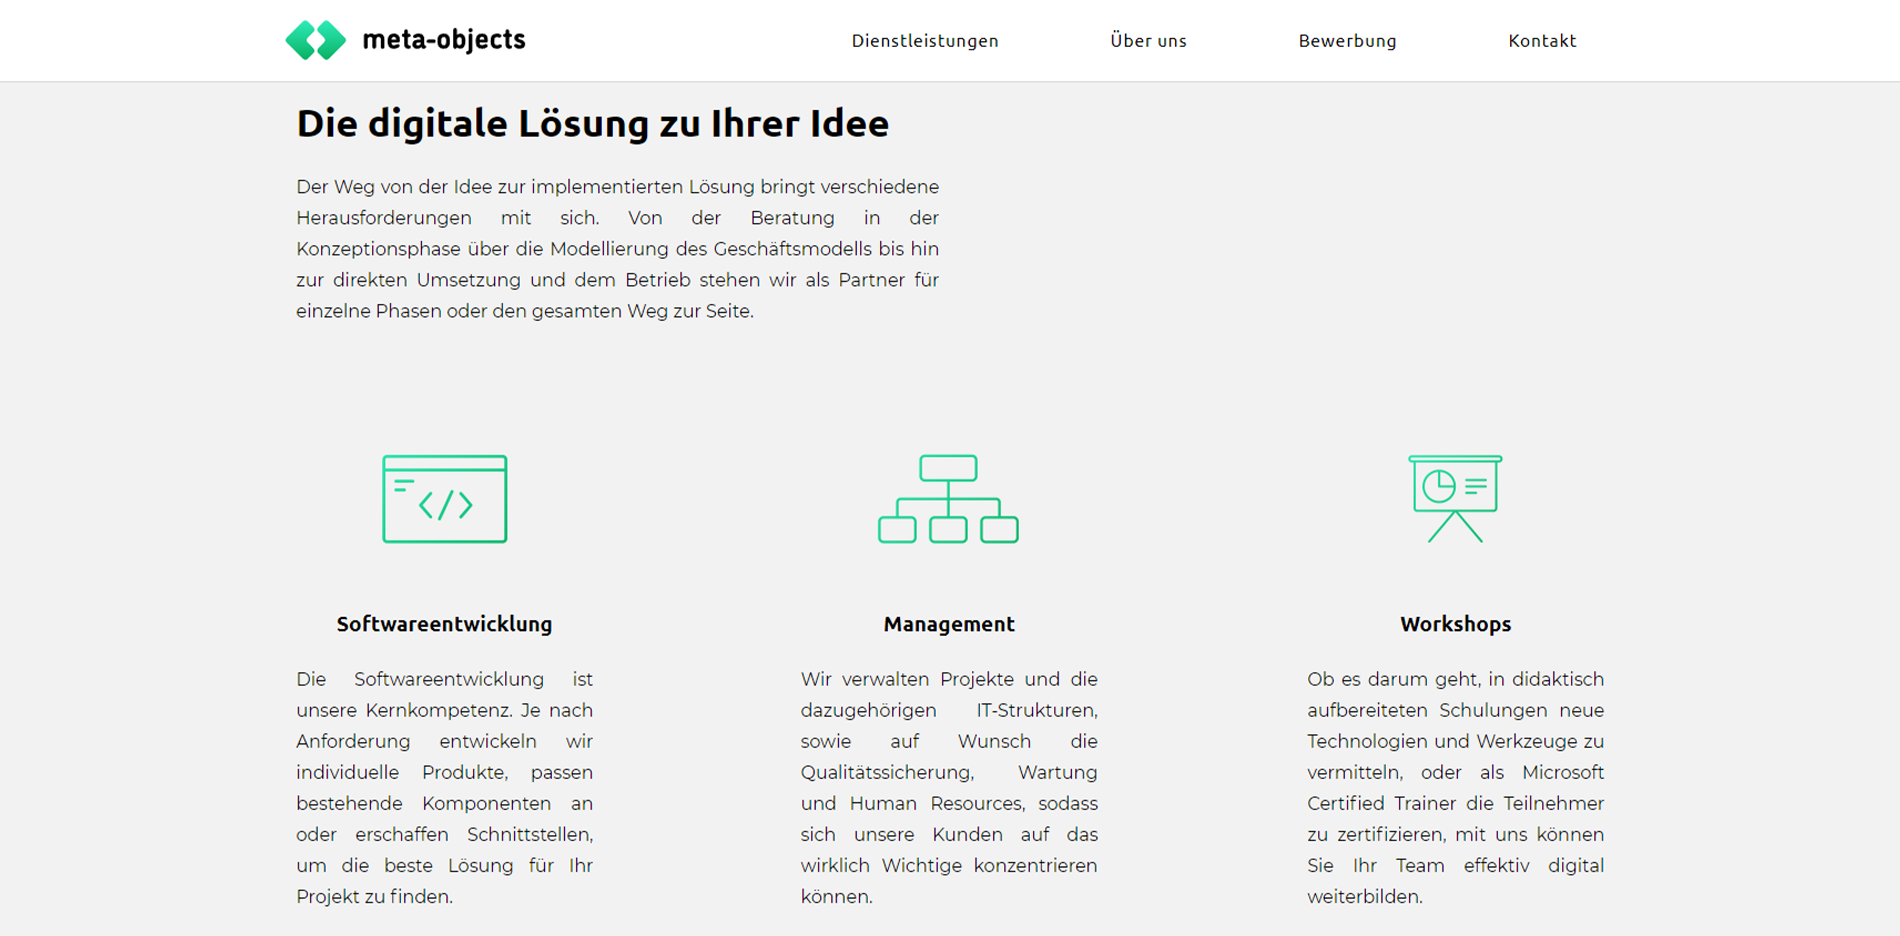 meta-objects
Dienstleistungen
Über uns
Bewerbung
Kontakt
Die digitale Lösung zu Ihrer Idee
Der Weg von der Idee zur implementierten Lösung bringt verschiedene
Herausforderungen mit sich. Von der Beratung in der
Konzeptionsphase über die Modellierung des Geschäftsmodells bis hin
zur direkten Umsetzung und dem Betrieb stehen wir als Partner für
einzelne Phasen oder den gesamten Weg zur Seite.
</>
Softwareentwicklung
Die Softwareentwicklung ist
unsere Kernkompetenz. Je nach
Anforderung entwickeln wir
individuelle Produkte, passen
bestehende Komponenten an
oder erschaffen Schnittstellen,
um die beste Lösung für Ihr
Projekt zu finden.
Management
Wir verwalten Projekte und die
dazugehörigen IT-Strukturen,
sowie auf Wunsch die
Qualitätssicherung, Wartung
und Human Resources, sodass
sich unsere Kunden auf das
wirklich Wichtige konzentrieren
können.
Workshops
Ob es darum geht, in didaktisch
aufbereiteten Schulungen neue
Technologien und Werkzeuge zu
vermitteln, oder als Microsoft
Certified Trainer die Teilnehmer
zu zertifizieren, mit uns können
Sie Ihr Team effektiv digital
weiterbilden.